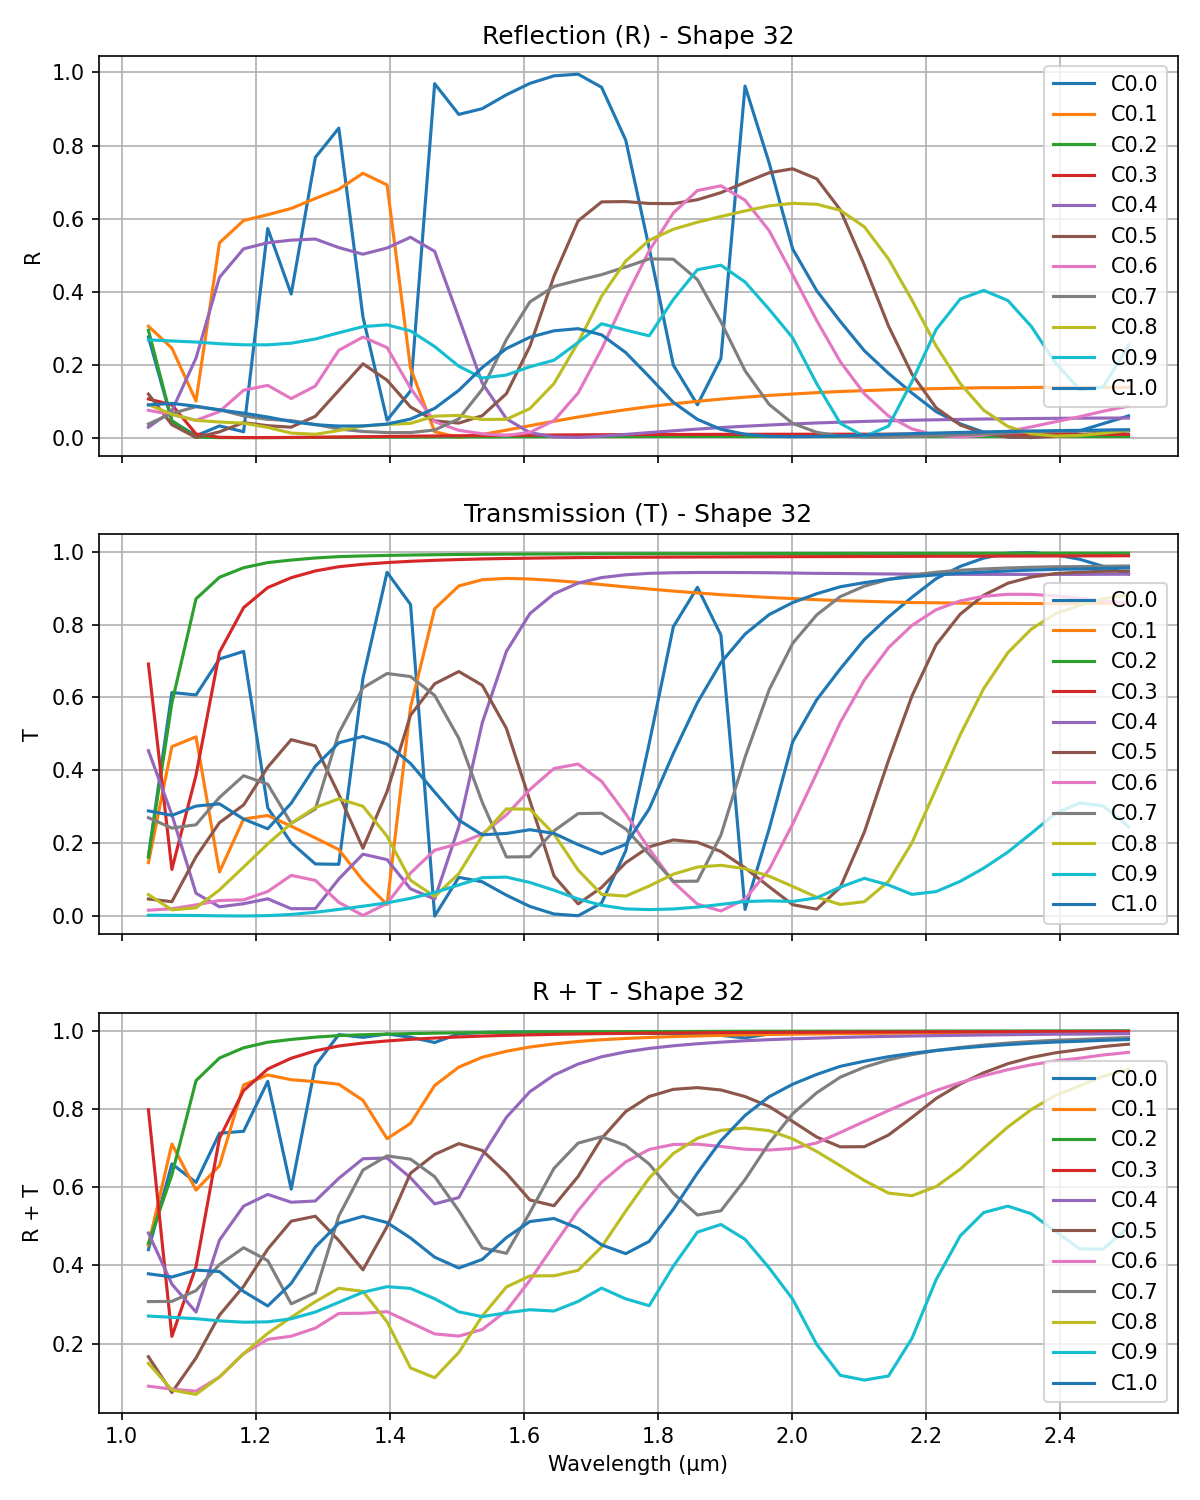 Reflection (R) - Shape 32
1.0
0.8
0.6
0.4
0.2
0.0
R
C0.0
C0.1
C0.2
C0.3
C0.4
C0.5
C0.6
C0.7
C0.8
C0.9
C1.0
Transmission (T) - Shape 32
1.0
0.8
0.6
0.4
0.2
0.0
T
C0.0
C0.1
C0.2
C0.3
C0.4
C0.5
C0.6
C0.7
C0.8
C0.9
C1.0
R + T - Shape 32
1.0
0.8
0.6
0.4
0.2
R + T
C0.0
C0.1
C0.2
C0.3
C0.4
C0.5
C0.6
C0.7
C0.8
C0.9
C1.0
1.0 1.2 1.4 1.6 1.8 2.0 2.2 2.4
Wavelength (μm)